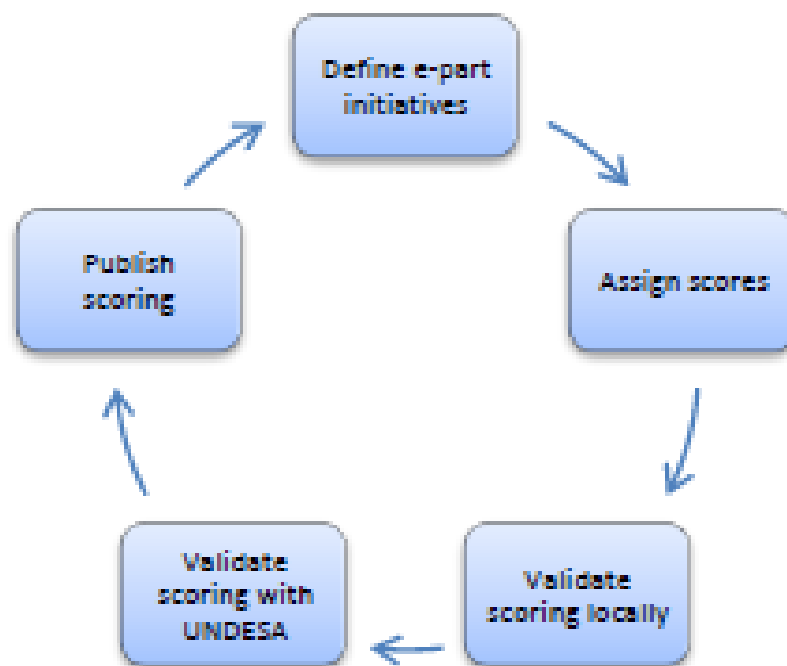 Define e-part
initiatives
Assign scores
Validate
scoring locally
Validate
scoring with
UNDESA
Publish
scoring